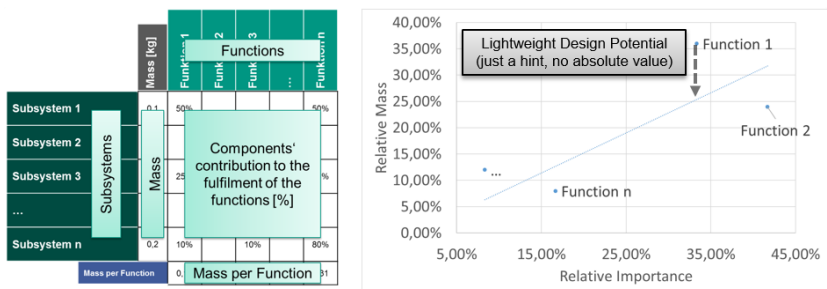 Mass [kg]
Funktion 1
Funktion 2
Funktion 3
...
Funktion n
Functions
Subsystem 1
0,1
50%
50%
Subsystem 2
Subsystem 3
...
Subsystem n
0,2
10%
10%
80%
Subsystems
Mass
Components‘
contribution to the
fulfilment of the
functions [%]
Mass per Function
Mass per Function
40,00%
35,00%
30,00%
25,00%
20,00%
15,00%
10,00%
5,00%
0,00%
Relative Mass
Lightweight Design Potential
(just a hint, no absolute value)
Function 1
Function 2
...
Function n
5,00%
15,00%
25,00%
35,00%
45,00%
Relative Importance